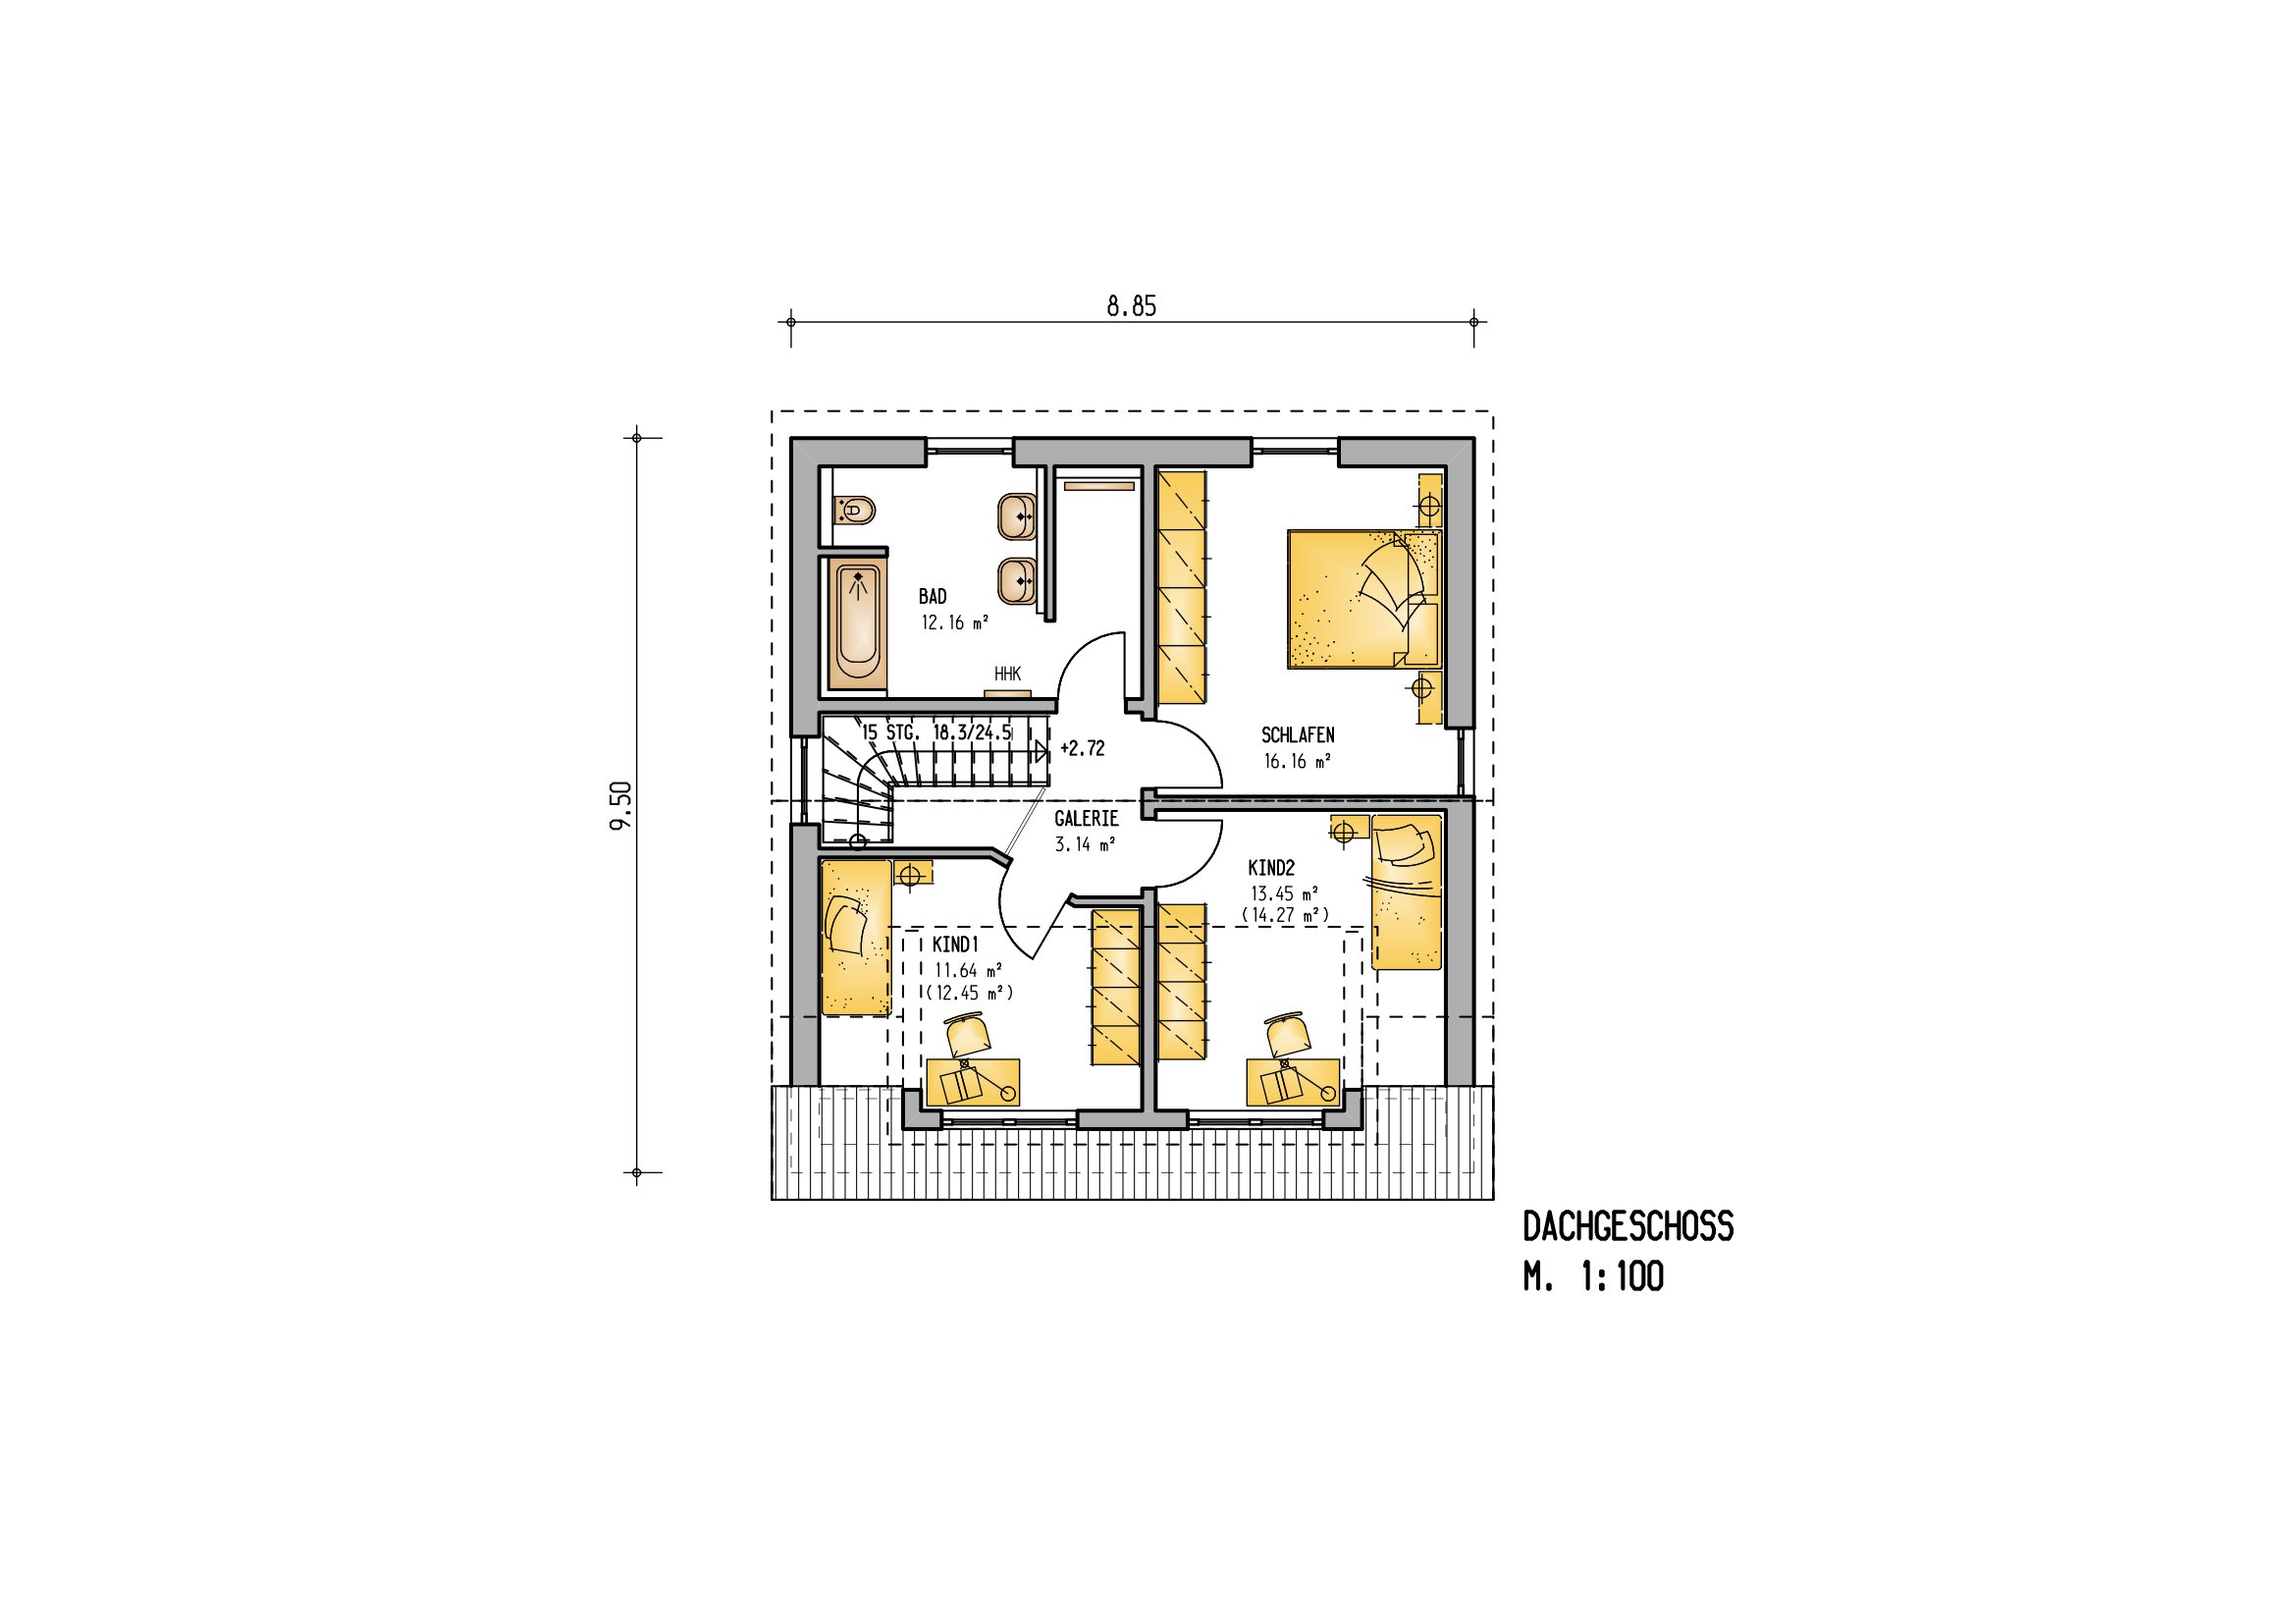 8.85
9.50
BAD
12.16 m²
HHK
15 STG. 18.3/24.5
+2.72
SCHLAFEN
16.16 m²
GALERIE
3.14 m²
KIND2
13.45 m²
(14.27 m²)
KIND1
11.64 m²
(12.45 m²)
DACHGESCHOSS
M. 1:100